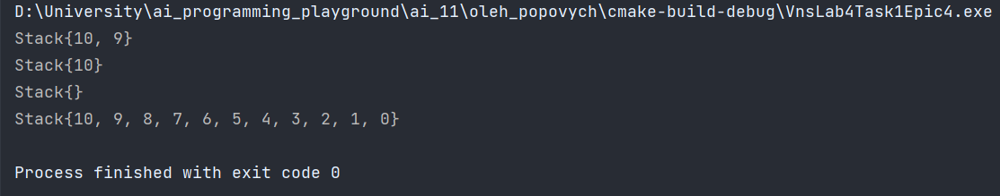 D:\University\ai_programming_playground\ai_11\oleh_popovych\cmake-build-debug\VnsLab4Task1Epic4.exe
Stack{10, 9}
Stack{10}
Stack{}
Stack{10, 9, 8, 7, 6, 5, 4, 3, 2, 1, 0}
Process finished with exit code 0